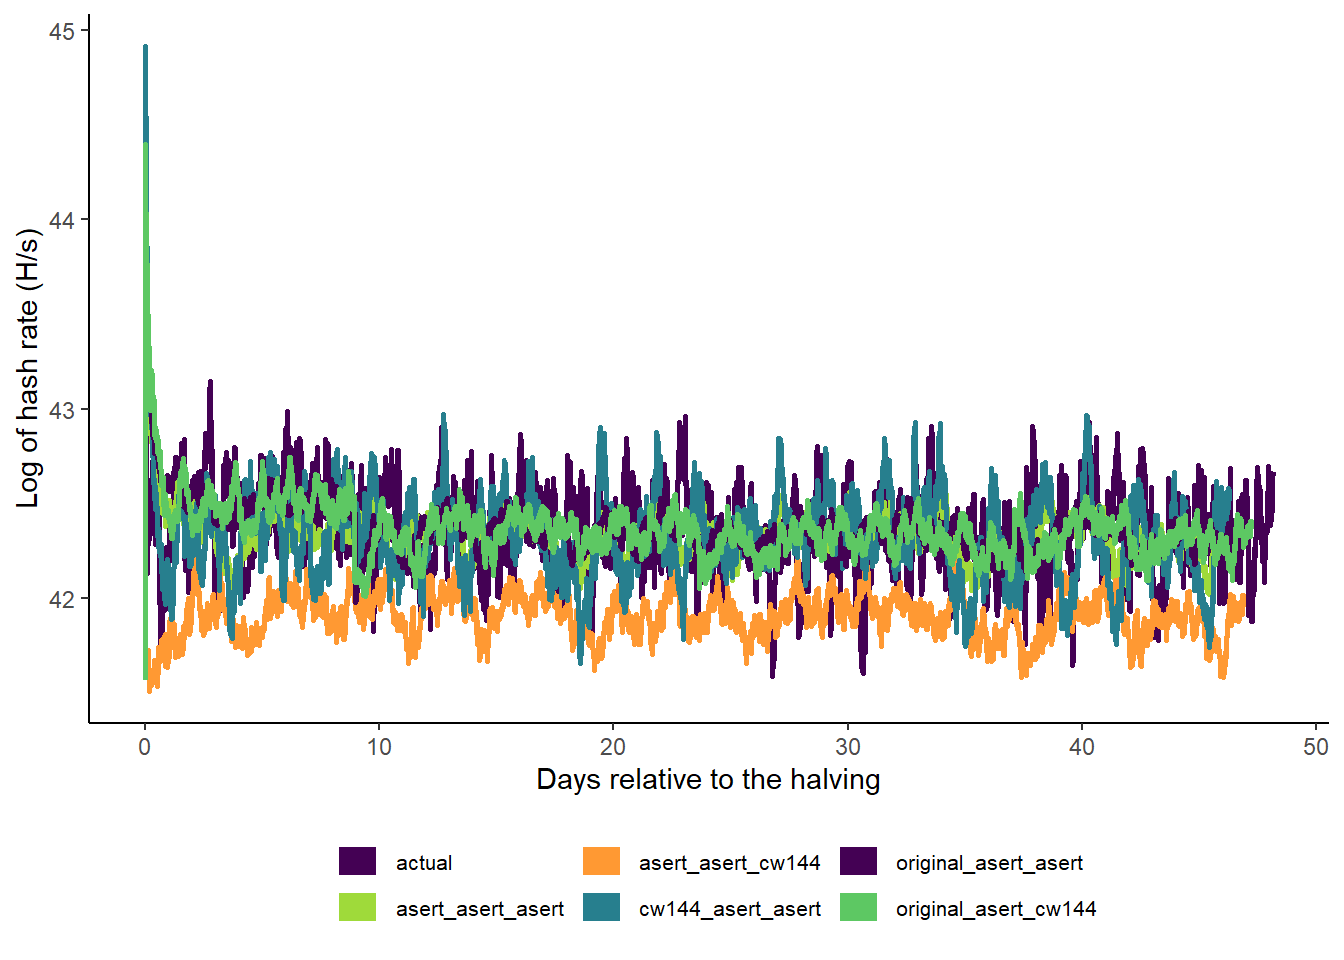 45
44
43
42
Log of hash rate (H/s)
0 10 20 30 40 50
Days relative to the halving
actual asert_asert_cw144 original_asert_asert
asert_asert_asert cw144_asert_asert original_asert_cw144